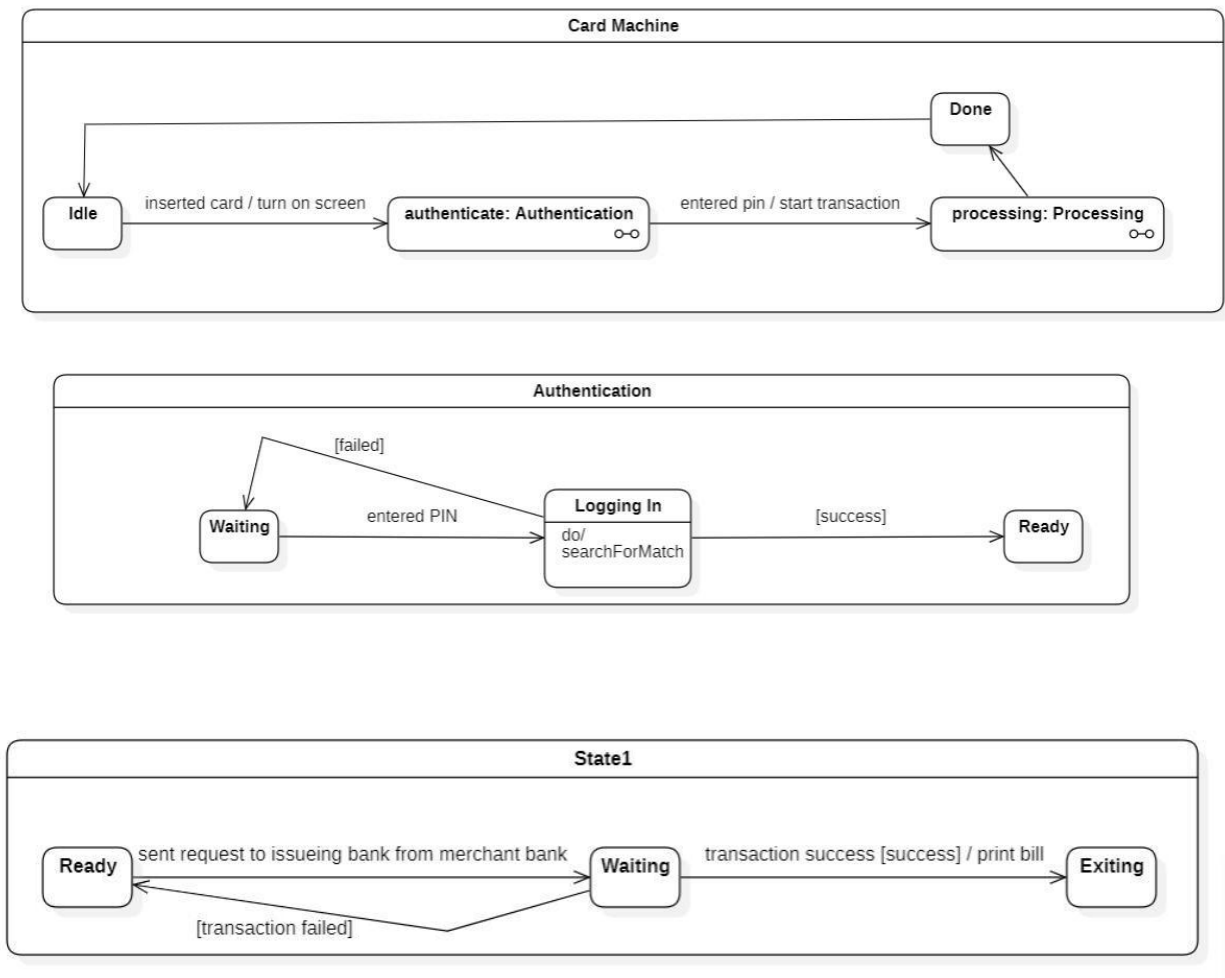 Card Machine
Done
Idle
inserted card / turn on screen
authenticate: Authentication
entered pin / start transaction
processing: Processing
Authentication
[failed]
Waiting
entered PIN
Logging In
do/
searchForMatch
[success]
Ready
State1
Ready
sent request to issueing bank from merchant bank
Waiting
transaction success [success] / print bill
Exiting
[transaction failed]